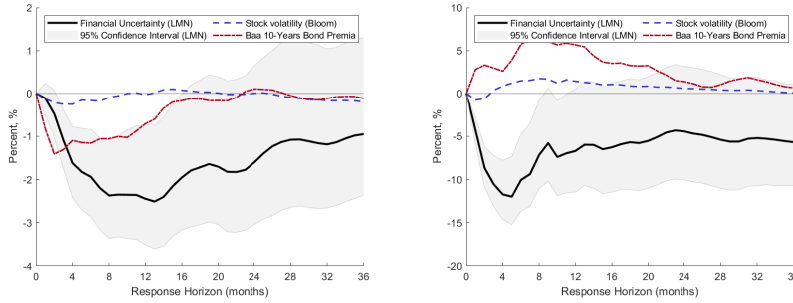 Financial Uncertainty (LMN)
95% Confidence Interval (LMN)
Stock volatility (Bloom)
Baa 10-Years Bond Premia
Percent, %
2
1
0
-1
-2
-3
-4
0 4 8 12 16 20 24 28 32 36
Response Horizon (months)
Financial Uncertainty (LMN)
95% Confidence Interval (LMN)
Stock volatility (Bloom)
Baa 10-Years Bond Premia
Percent, %
10
5
0
-5
-10
-15
-20
0 4 8 12 16 20 24 28 32
Response Horizon (months)